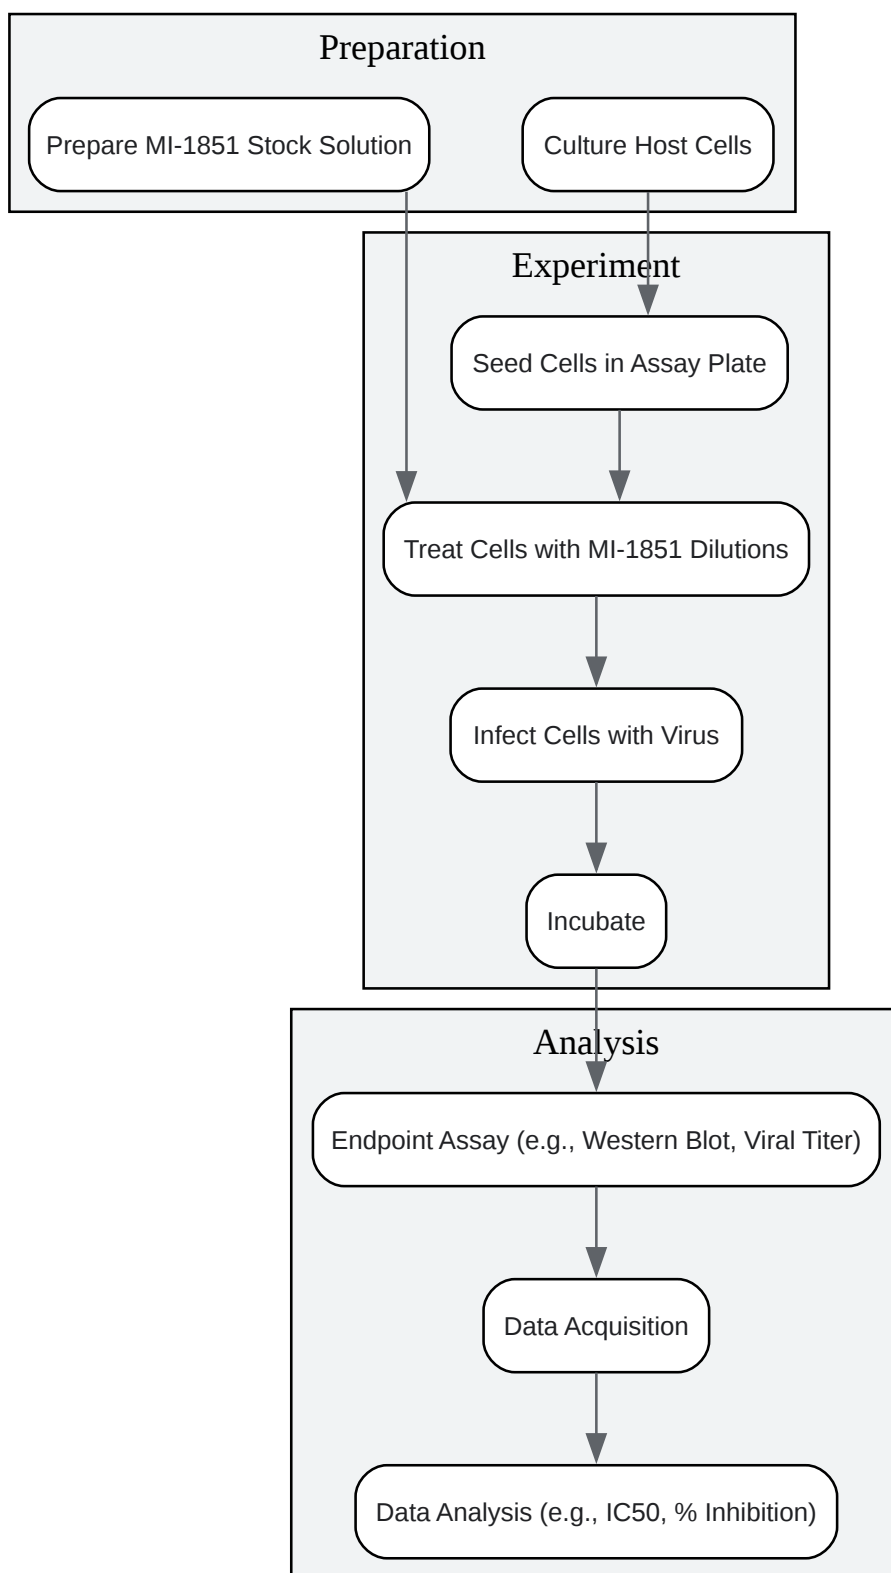 Preparation
Prepare MI-1851 Stock Solution
Culture Host Cells
Experiment
Seed Cells in Assay Plate
Treat Cells with MI-1851 Dilutions
Infect Cells with Virus
Incubate
Analysis
Endpoint Assay (e.g., Western Blot, Viral Titer)
Data Acquisition
Data Analysis (e.g., IC50, % Inhibition)